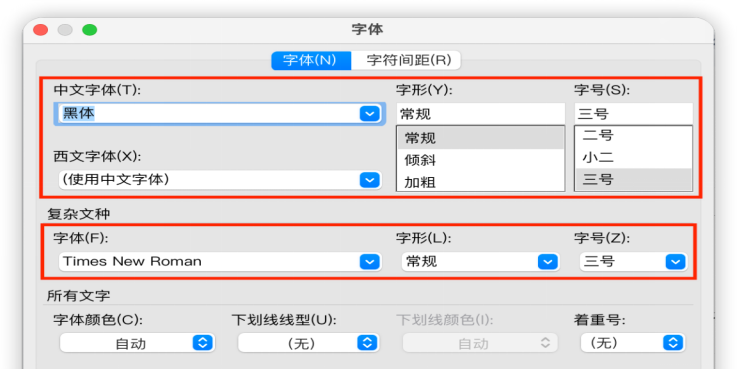 字体
字体(N) 字符间距(R)
中文字体(T): 字形(Y): 字号(S):
黑体 常规 三号
常规 二号
西文字体(X): 倾斜 小二
(使用中文字体) 加粗 三号
复杂文种
字体(F): 字形(L): 字号(Z):
Times New Roman 常规 三号
所有文字
字体颜色(C): 下划线线型(U): 下划线颜色(I): 着重号:
自动 (无) 自动 (无)